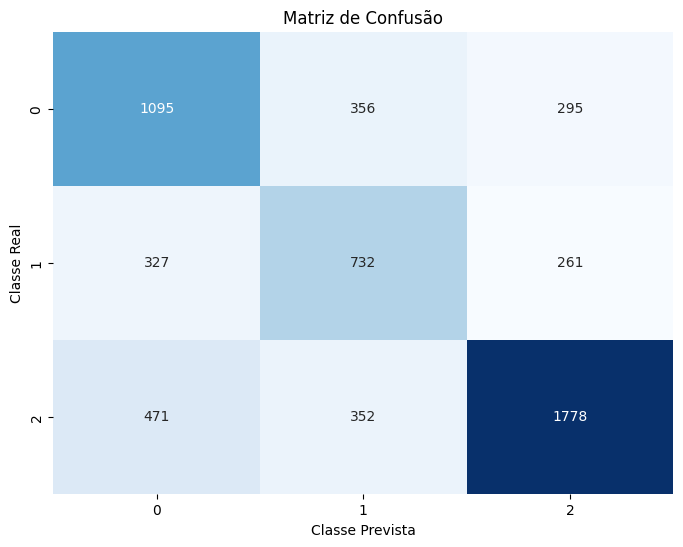 Matriz de Confusão
0 1095 356 295
Classe Real
1 327 732 261
2 471 352 1778
0 1 2
Classe Prevista